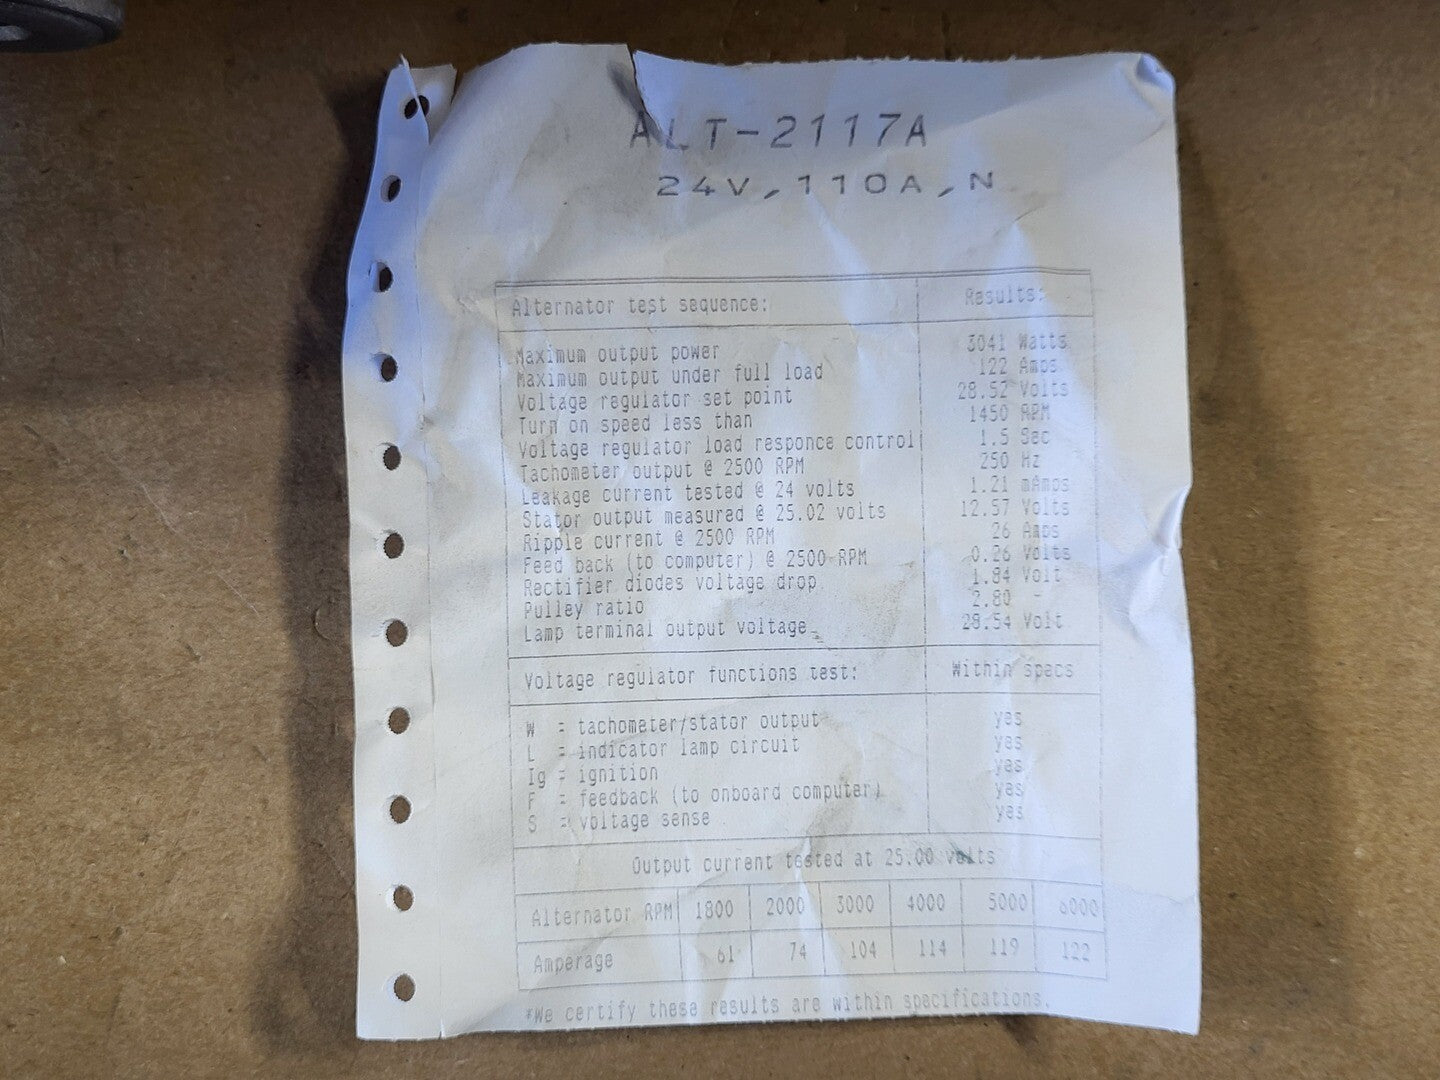 ALT-2117A
24V,110A,N
Alternator test sequence: Results:
Maximum output power 3041 Watts
Maximum output under full load 122 Amps
Voltage regulator set point 28.52 Volts
Turn on speed less than 1450 RPM
Voltage regulator load responce control 1.5 Sec
Tachometer output @ 2500 RPM 250 Hz
Leakage current tested @ 24 volts 1.21 mAmps
Stator output measured @ 25.02 volts 12.57 Volts
Ripple current @ 2500 RPM 26 Amps
Feed back (to computer) @ 2500 RPM 0.26 Volts
Rectifier diodes voltage drop 1.84 Volt
Pulley ratio 2.80 -
Lamp terminal output voltage 28.54 Volt
Voltage regulator functions test: Within specs
W = tachometer/stator output yes
L = indicator lamp circuit yes
Ig = ignition yes
F = feedback (to onboard computer) yes
S = voltage sense yes
Output current tested at 25.00 volts
Alternator RPM 1800 2000 3000 4000 5000 6000
Amperage 61 74 104 114 119 122
*We certify these results are within specifications.